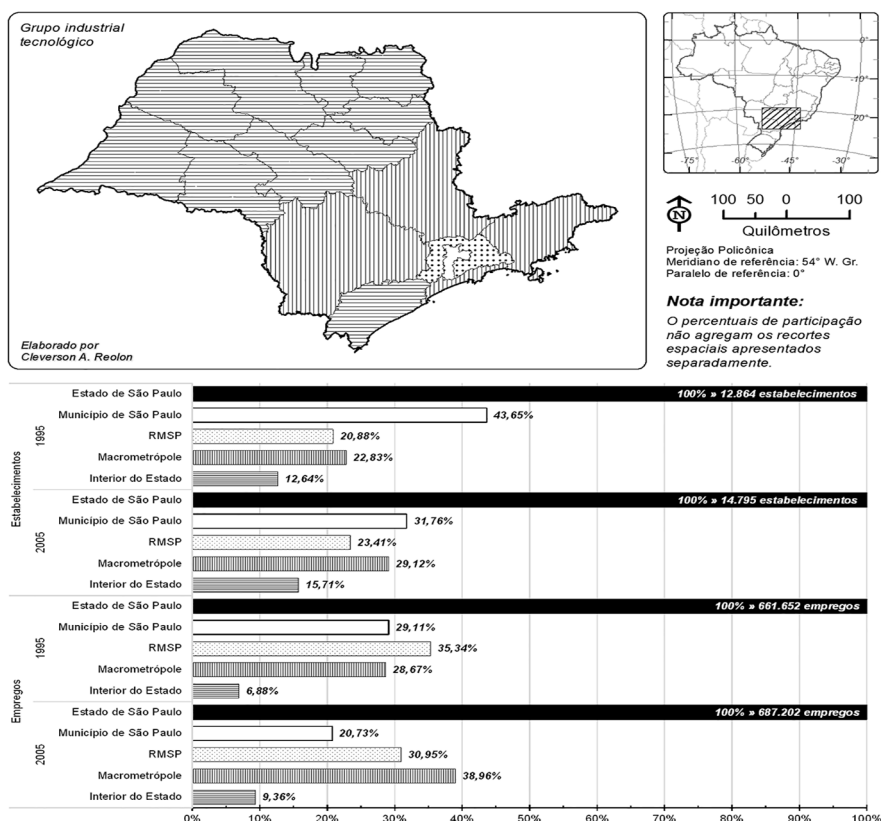 Grupo industrial
tecnológico
Elaborado por
Cleverson A. Reolon
0°
-10°
-20°
-75°
-60°
-45°
-30°
N
100 50 0 100
Quilômetros
Projeção Policônica
Meridiano de referência: 54° W. Gr.
Paralelo de referência: 0°
Nota importante:
O percentuais de participação
não agregam os recortes
espaciais apresentados
separadamente.
Estabelecimentos
1995
Estado de São Paulo 100% » 12.864 estabelecimentos
Município de São Paulo 43,65%
RMSP 20,88%
Macrometrópole 22,83%
Interior do Estado 12,64%
2005
Estado de São Paulo 100% » 14.795 estabelecimentos
Município de São Paulo 31,76%
RMSP 23,41%
Macrometrópole 29,12%
Interior do Estado 15,71%
Empregos
1995
Estado de São Paulo 100% » 661.652 empregos
Município de São Paulo 29,11%
RMSP 35,34%
Macrometrópole 28,67%
Interior do Estado 6,88%
2005
Estado de São Paulo 100% » 687.202 empregos
Município de São Paulo 20,73%
RMSP 30,95%
Macrometrópole 38,96%
Interior do Estado 9,36%
0% 10% 20% 30% 40% 50% 60% 70% 80% 90% 100%